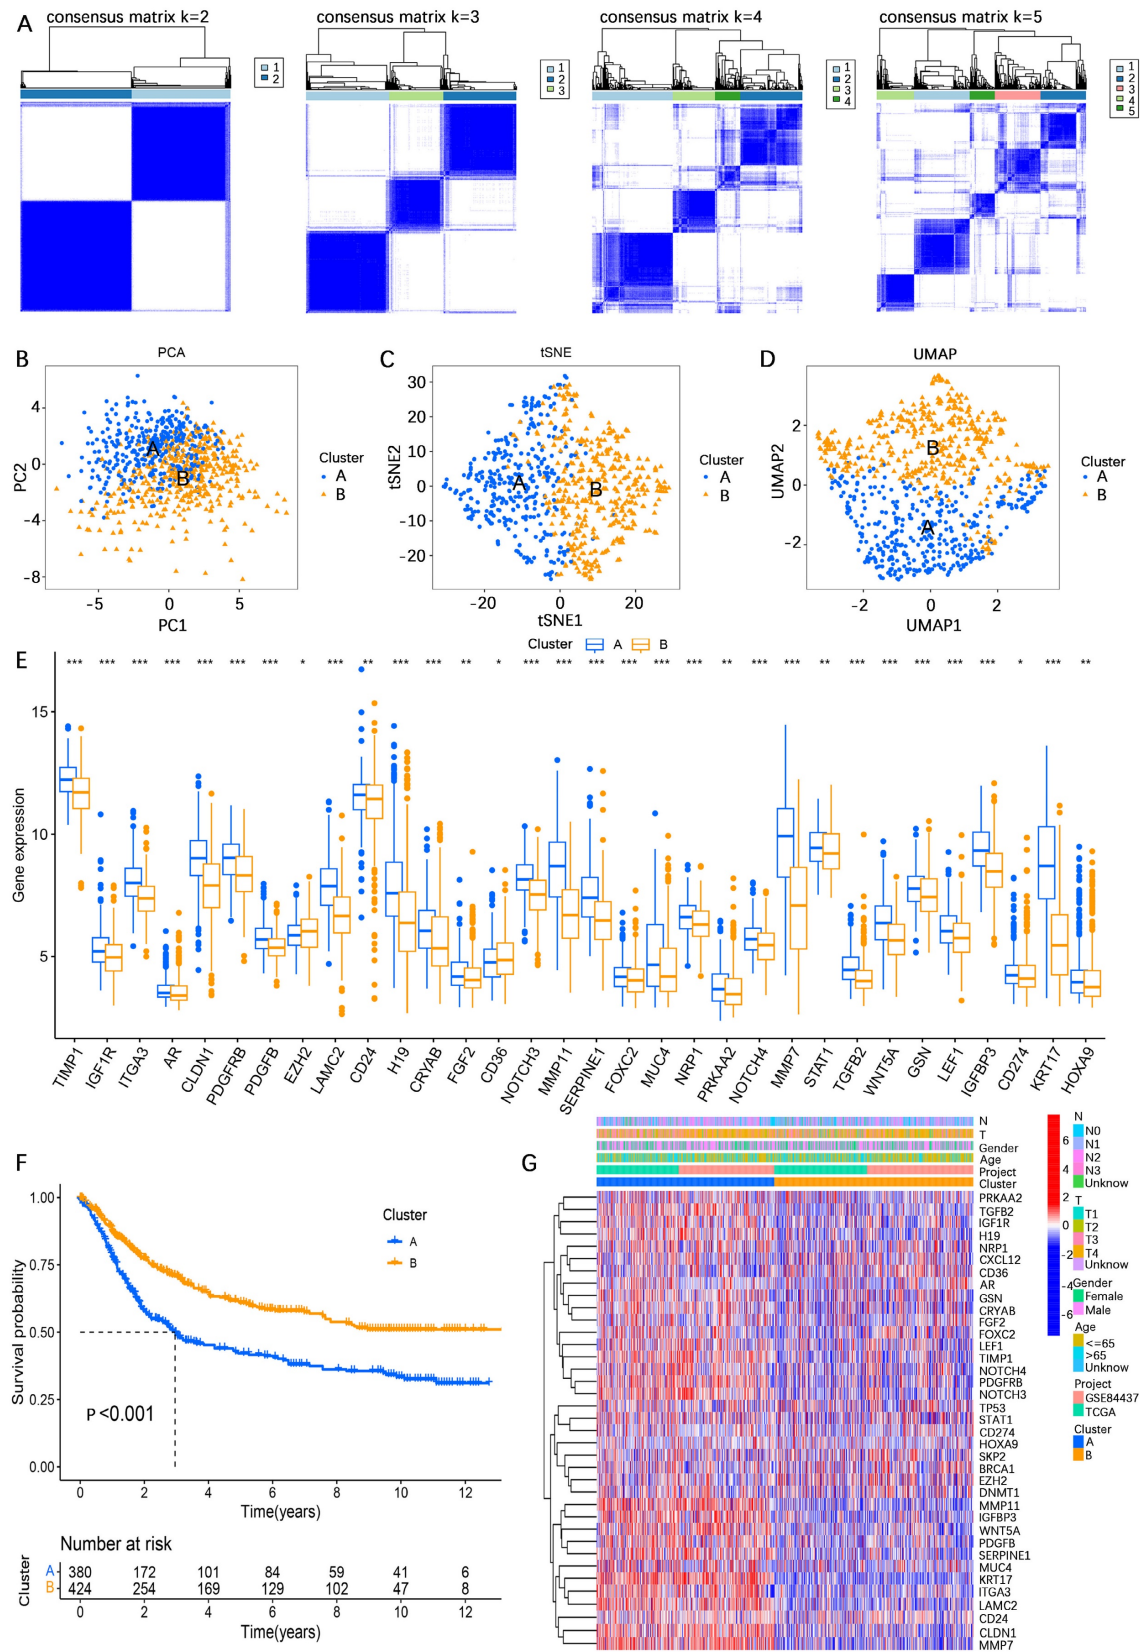 A
consensus matrix k=2
consensus matrix k=3
consensus matrix k=4
consensus matrix k=5
1
2
1
2
3
1
2
3
4
1
2
3
4
5
B
PCA
4
0
-4
-8
-5
0
5
PC2
PC1
Cluster
A
B
A
B
C
tSNE
30
20
10
0
-10
-20
-20
0
20
tSNE2
tSNE1
Cluster
A
B
A
B
D
UMAP
2
0
-2
-2
0
2
UMAP2
UMAP1
Cluster
A
B
B
A
E
Cluster A B
*** *** *** *** *** *** *** * *** ** *** *** ** * *** *** *** *** *** *** ** *** *** ** *** *** *** *** *** * *** **
15
10
5
Gene expression
TIMP1
IGF1R
ITGA3
AR
CLDN1
PDGFRB
PDGFB
EZH2
LAMC2
CD24
H19
CRYAB
FGF2
CD36
NOTCH3
MMP11
SERPINE1
FOXC2
MUC4
NRP1
PRKAA2
NOTCH4
MMP7
STAT1
TGFB2
WNT5A
GSN
LEF1
IGFBP3
CD274
KRT17
HOXA9
F
1.00
0.75
0.50
0.25
0.00
Survival probability
Cluster
A
B
P <0.001
0 2 4 6 8 10 12
Time(years)
Number at risk
Cluster
A 380 172 101 84 59 41 6
B 424 254 169 129 102 47 8
0 2 4 6 8 10 12
Time(years)
G
N
T
Gender
Age
Project
Cluster
PRKAA2
TGFB2
IGF1R
H19
NRP1
CXCL12
CD36
AR
GSN
CRYAB
FGF2
FOXC2
LEF1
TIMP1
NOTCH4
PDGFRB
NOTCH3
TP53
STAT1
CD274
HOXA9
SKP2
BRCA1
EZH2
DNMT1
MMP11
IGFBP3
WNT5A
PDGFB
SERPINE1
MUC4
KRT17
ITGA3
LAMC2
CD24
CLDN1
MMP7
6
4
2
0
-2
-4
-6
N
N0
N1
N2
N3
Unknow
T
T1
T2
T3
T4
Unknow
Gender
Female
Male
Age
<=65
>65
Unknow
Project
GSE84437
TCGA
Cluster
A
B